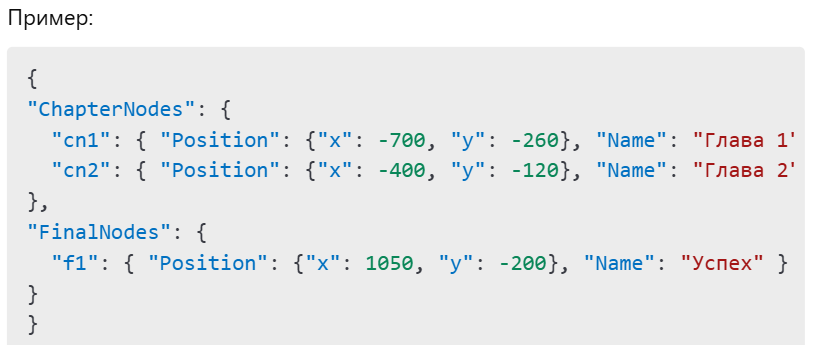 Пример:
{
"ChapterNodes": {
  "cn1": { "Position": {"x": -700, "y": -260}, "Name": "Глава 1'
  "cn2": { "Position": {"x": -400, "y": -120}, "Name": "Глава 2'
},
"FinalNodes": {
  "f1": { "Position": {"x": 1050, "y": -200}, "Name": "Успех" }
}
}